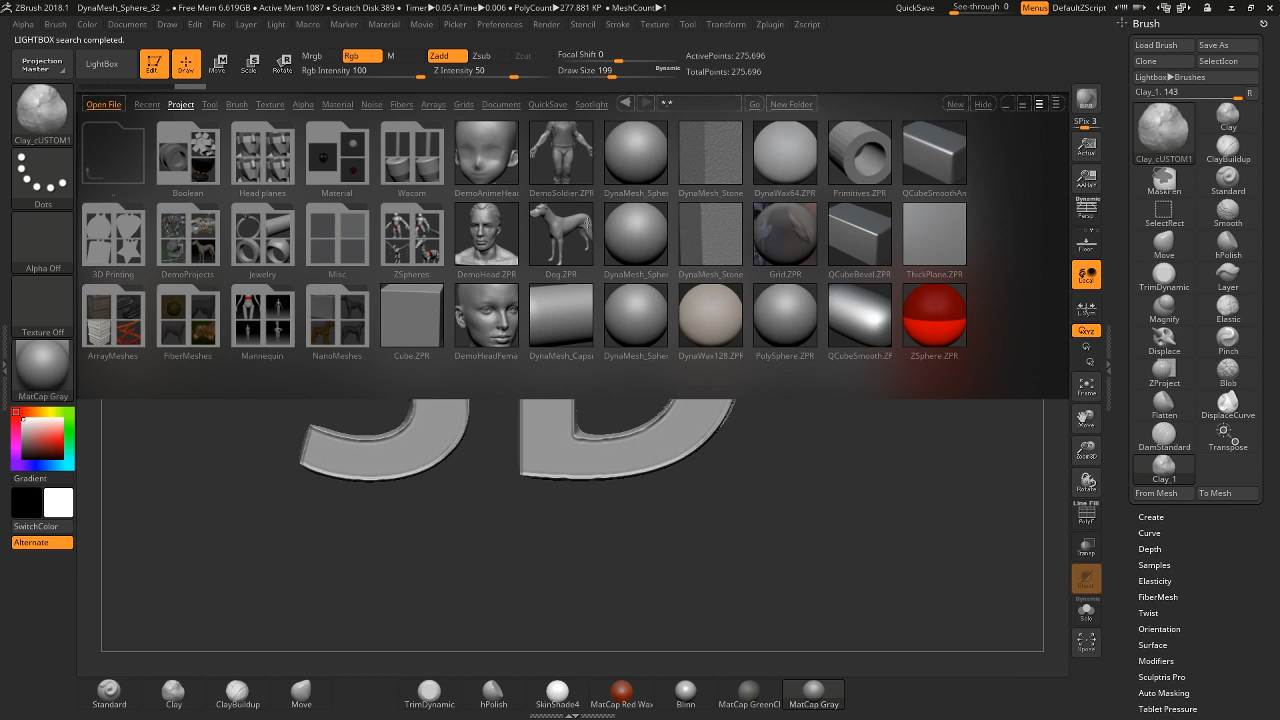 ZBrush 2018.1 DynaMesh_Sphere_32 .. • Free Mem 6.619GB • Active Mem 1087 • Scratch Disk 389 • Timer▶0.05 ATime▶0.006 • PolyCount▶277.881 KP • MeshCount▶1 QuickSave See-through 0 Menus DefaultZScript
Alpha Brush Color Document Draw Edit File Layer Light Macro Marker Material Movie Picker Preferences Render Stencil Stroke Texture Tool Transform Zplugin Zscript
Brush
LIGHTBOX search completed.
Load Brush Save As
Clone SelectIcon
Lightbox▶Brushes
Clay_1. 143 R
Projection Master
LightBox
Edit Draw Move Scale Rotate
Mrgb Rgb M
Rgb Intensity 100
Zadd Zsub Zcut
Z Intensity 50
Focal Shift 0
Draw Size 199 Dynamic
ActivePoints: 275.696
TotalPoints: 275.696
Open File Recent Project Tool Brush Texture Alpha Material Noise Fibers Arrays Grids Document QuickSave Spotlight *.* Go New Folder New Hide
.. Boolean Head planes Material Wacom DemoAnimeHead DemoSoldier.ZPR DynaMesh_Spher DynaMesh_Stone DynaWax64.ZPR Primitives.ZPR QCubeSmoothAn
3D Printing DemoProjects Jewelry Misc ZSpheres DemoHead.ZPR Dog.ZPR DynaMesh_Spher DynaMesh_Stone Grid.ZPR QCubeBevel.ZPR ThickPlane.ZPR
ArrayMeshes FiberMeshes Mannequin NanoMeshes Cube.ZPR DemoHeadFema DynaMesh_Capsu DynaMesh_Spher DynaWax128.ZPR PolySphere.ZPR QCubeSmooth.ZF ZSphere.ZPR
3 D
Clay_cUSTOM1
Dots
Alpha Off
Texture Off
MatCap Gray
Gradient
SwitchColor
Alternate
BPR
SPix 3
Actual
AAHalf
Dynamic
Persp
Floor
Local
L.Sym
XYZ
Frame
Move
Zoom3D
Rotate
Line Fill
PolyF
Transp
Ghost
Dynamic
Solo
Xpose
Clay_cUSTOM1 Clay
ClayBuildup
MaskPen Standard
SelectRect Smooth
Move hPolish
TrimDynamic Layer
Magnify Elastic
Displace Pinch
ZProject Blob
Flatten DisplaceCurve
DamStandard Transpose
Clay_1
From Mesh To Mesh
Create
Curve
Depth
Samples
Elasticity
FiberMesh
Twist
Orientation
Surface
Modifiers
Sculptris Pro
Auto Masking
Tablet Pressure
Standard Clay ClayBuildup Move TrimDynamic hPolish SkinShade4 MatCap Red Wax Blinn MatCap GreenCl MatCap Gray